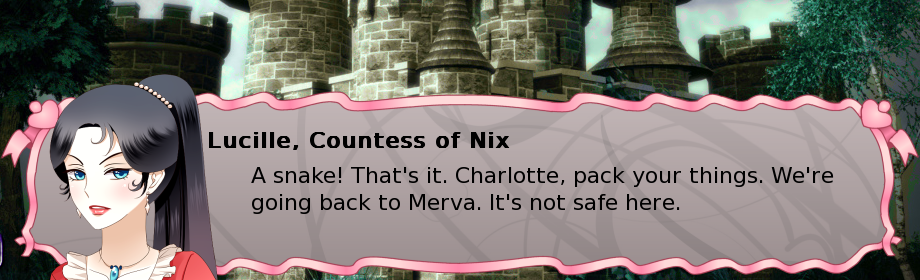 Lucille, Countess of Nix
A snake! That's it. Charlotte, pack your things. We're
going back to Merva. It's not safe here.